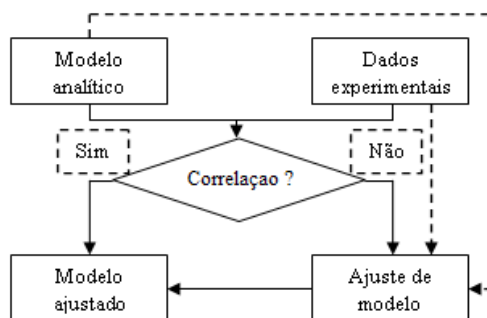 Modelo
analítico
Dados
experimentais
Sim
Não
Correlaçao ?
Modelo
ajustado
Ajuste de
modelo